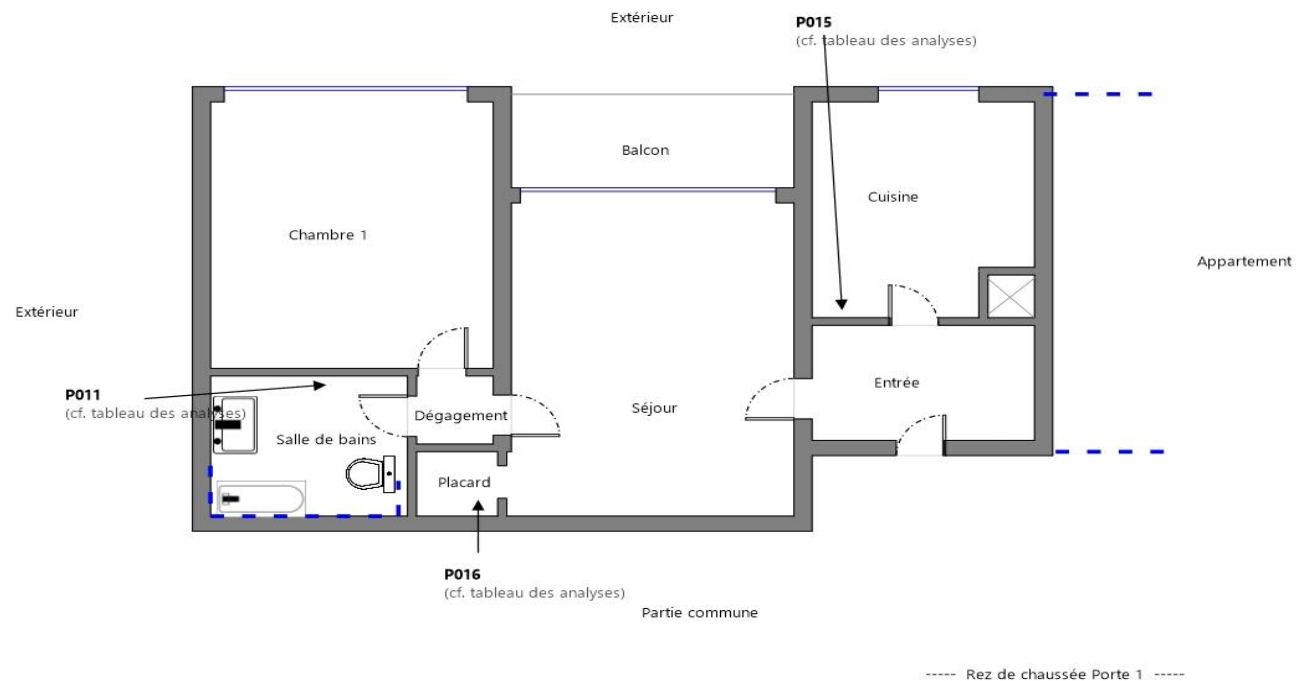 Extérieur
P015
(cf. tableau des analyses)
Balcon
Cuisine
Chambre 1
Appartement
Extérieur
Entrée
P011
(cf. tableau des analyses)
Dégagement
Séjour
Salle de bains
Placard
P016
(cf. tableau des analyses)
Partie commune
----- Rez de chaussée Porte 1 -----